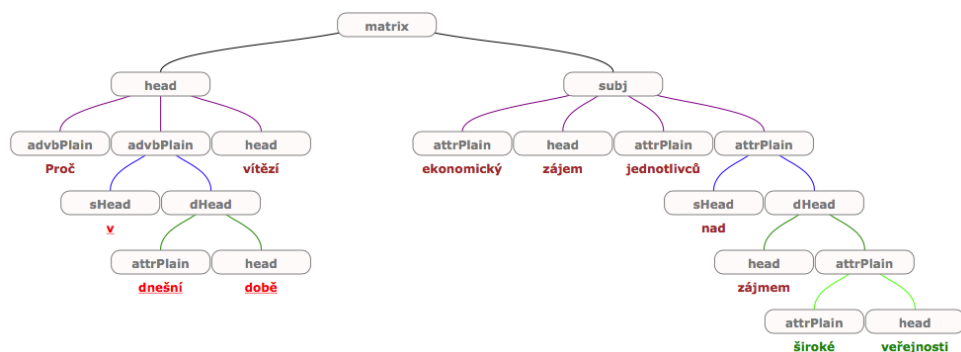 matrix
head subj
advbPlain advbPlain head attrPlain head attrPlain attrPlain
Proč vítězí ekonomický zájem jednotlivců
sHead dHead sHead dHead
v nad
attrPlain head head attrPlain
dnešní době zájmem
attrPlain head
široké veřejnosti